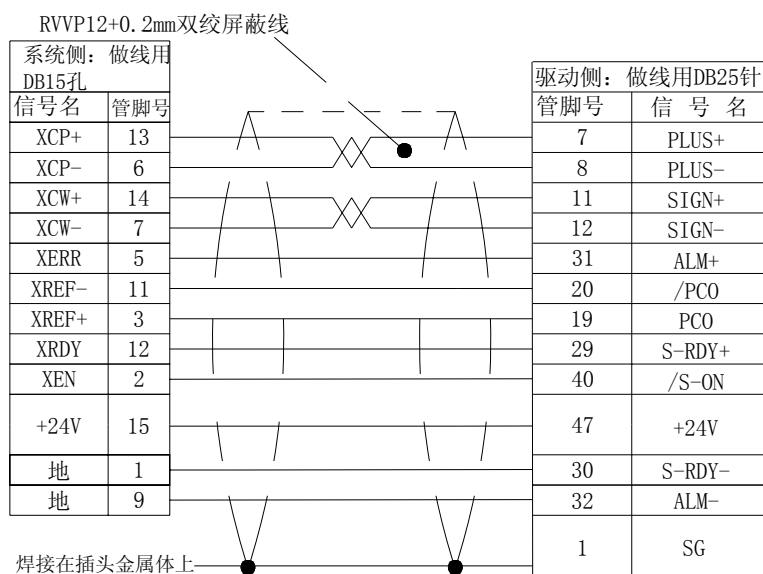 RVVP12+0.2mm双绞屏蔽线
系统侧：做线用
DB15孔
驱动侧：做线用DB25针
信号名 管脚号 管脚号 信 号 名
XCP+ 13 7 PLUS+
XCP- 6 8 PLUS-
XCW+ 14 11 SIGN+
XCW- 7 12 SIGN-
XERR 5 31 ALM+
XREF- 11 20 /PCO
XREF+ 3 19 PCO
XRDY 12 29 S-RDY+
XEN 2 40 /S-ON
+24V 15 47 +24V
地 1 30 S-RDY-
地 9 32 ALM-
1 SG
焊接在插头金属体上